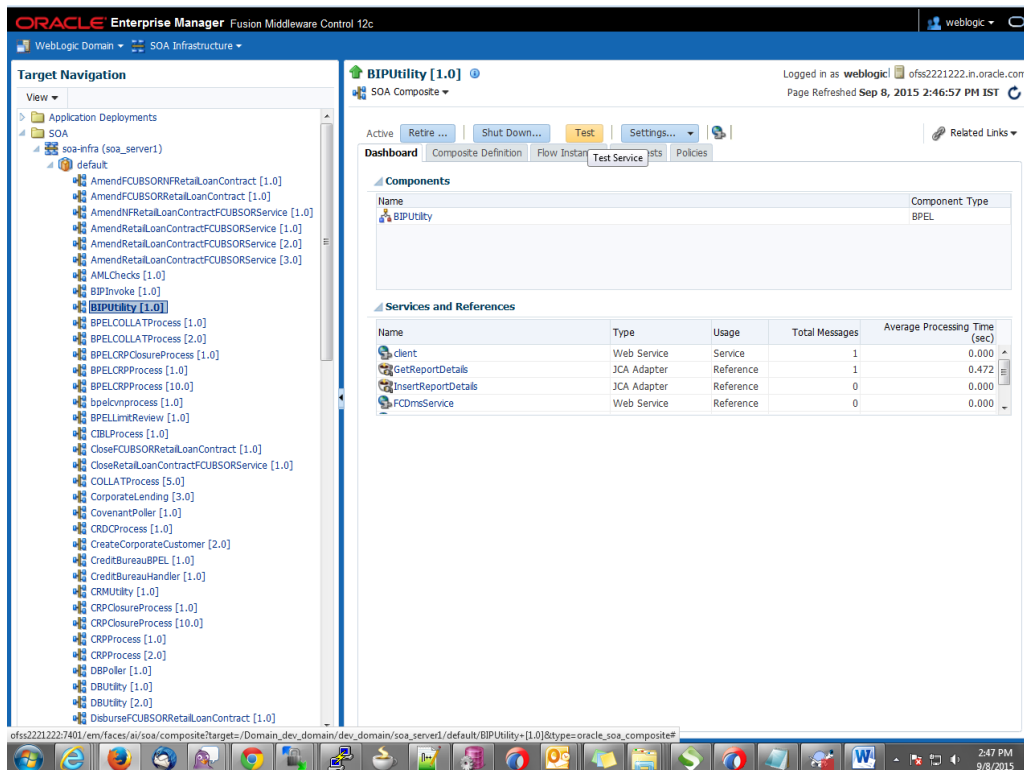 ORACLE Enterprise Manager Fusion Middleware Control 12c
weblogic
WebLogic Domain SOA Infrastructure
Target Navigation
View
Application Deployments
SOA
soa-infra (soa_server1)
default
AmendFCUBSORNFRetailLoanContract [1.0]
AmendFCUBSORRetailLoanContract [1.0]
AmendNFRetailLoanContractFCUBSORService [1.0]
AmendRetailLoanContractFCUBSORService [1.0]
AmendRetailLoanContractFCUBSORService [2.0]
AmendRetailLoanContractFCUBSORService [3.0]
AMLChecks [1.0]
BIPInvoke [1.0]
BIPUtility [1.0]
BPELCOLLATProcess [1.0]
BPELCOLLATProcess [2.0]
BPELCRPClosureProcess [1.0]
BPELCRPProcess [1.0]
BPELCRPProcess [10.0]
bpelcvnprocess [1.0]
BPELLimitReview [1.0]
CIBLProcess [1.0]
CloseFCUBSORRetailLoanContract [1.0]
CloseRetailLoanContractFCUBSORService [1.0]
COLLATProcess [5.0]
CorporateLending [3.0]
CovenantPoller [1.0]
CRDCProcess [1.0]
CreateCorporateCustomer [2.0]
CreditBureauBPEL [1.0]
CreditBureauHandler [1.0]
CRMUtility [1.0]
CRPClosureProcess [1.0]
CRPClosureProcess [10.0]
CRPProcess [1.0]
CRPProcess [2.0]
DBPoller [1.0]
DBUtility [1.0]
DBUtility [2.0]
DisburseFCUBSORRetailLoanContract [1.0]
BIPUtility [1.0]
SOA Composite
Logged in as weblogic ofss2221222.in.oracle.com
Page Refreshed Sep 8, 2015 2:46:57 PM IST
Active Retire ... Shut Down... Test Settings... Related Links
Dashboard Composite Definition Flow Instan ests Policies
Test Service
Components
Name Component Type
BIPUtility BPEL
Services and References
Name Type Usage Total Messages Average Processing Time (sec)
client Web Service Service 1 0.000
GetReportDetails JCA Adapter Reference 1 0.472
InsertReportDetails JCA Adapter Reference 0 0.000
FCDmsService Web Service Reference 0 0.000
ofss2221222:7401/em/faces/ai/soa/composite?target=/Domain_dev_domain/dev_domain/soa_server1/default/BIPUtility+[1.0]&type=oracle_soa_composite#
2:47 PM
9/8/2015